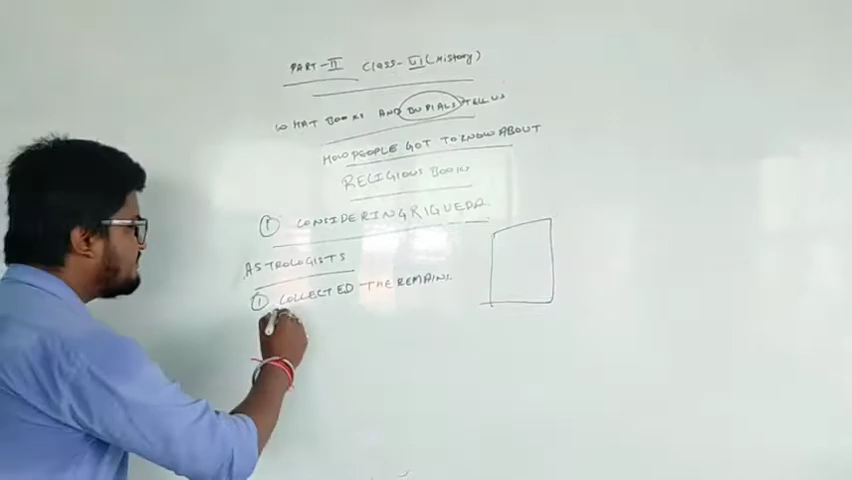 PART-II CLASS-VI (History)
WHAT BOOKS AND BURIALS TELL US
HOW PEOPLE GOT TO KNOW ABOUT
RELIGIOUS BOOK
① CONSIDERING RIGUEDA
ASTROLOGISTS
① COLLECTED THE REMAINS